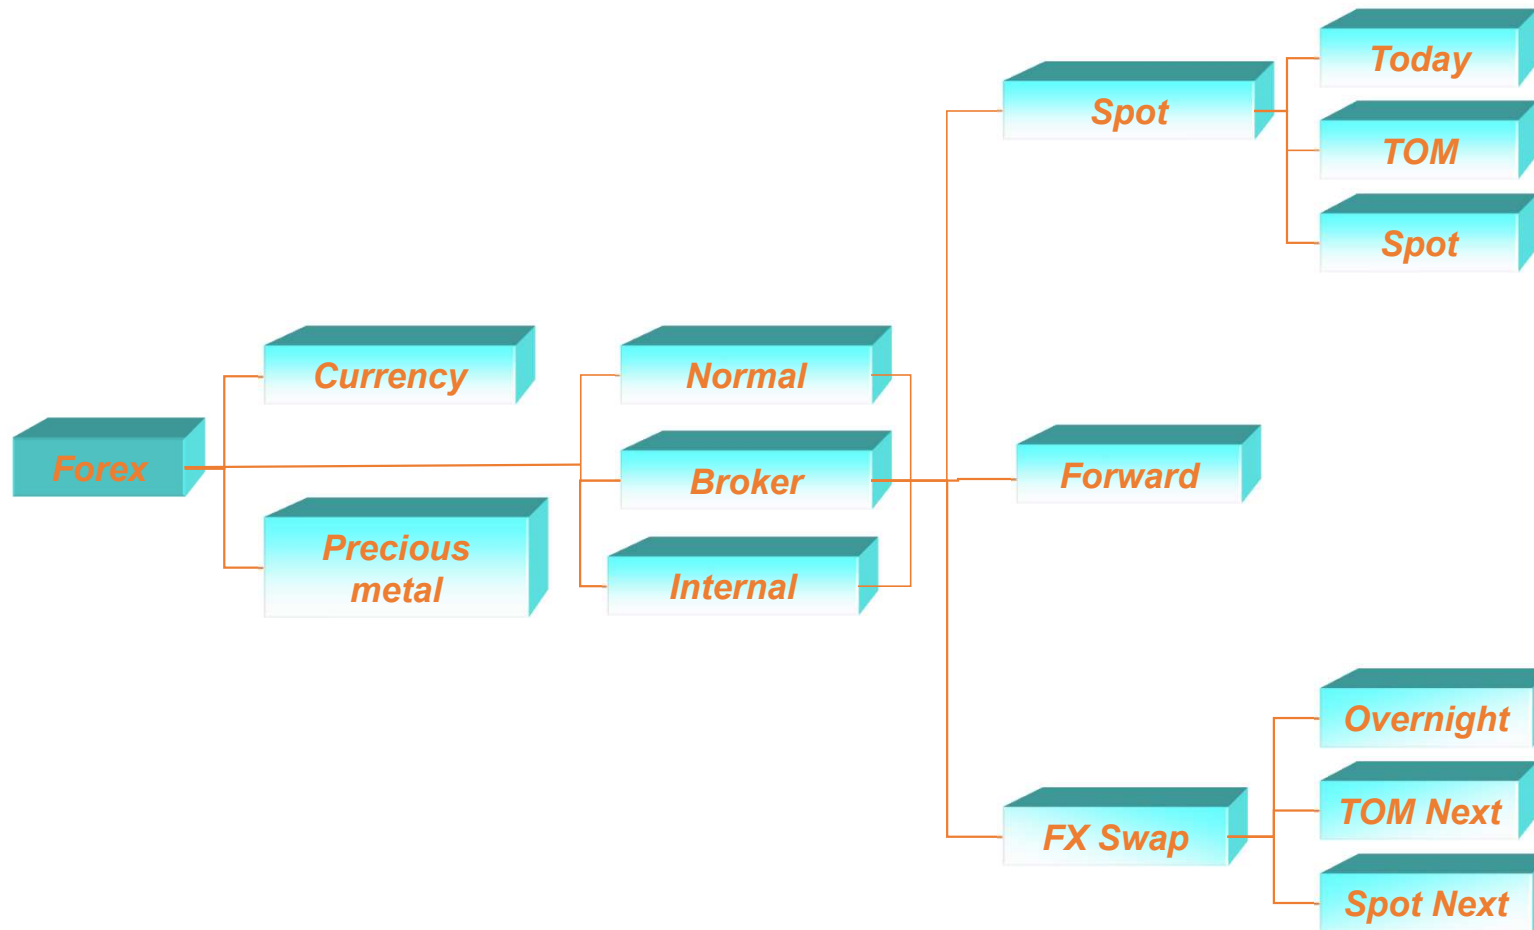 Forex
Currency
Precious
metal
Normal
Broker
Internal
Spot
Forward
FX Swap
Today
TOM
Spot
Overnight
TOM Next
Spot Next